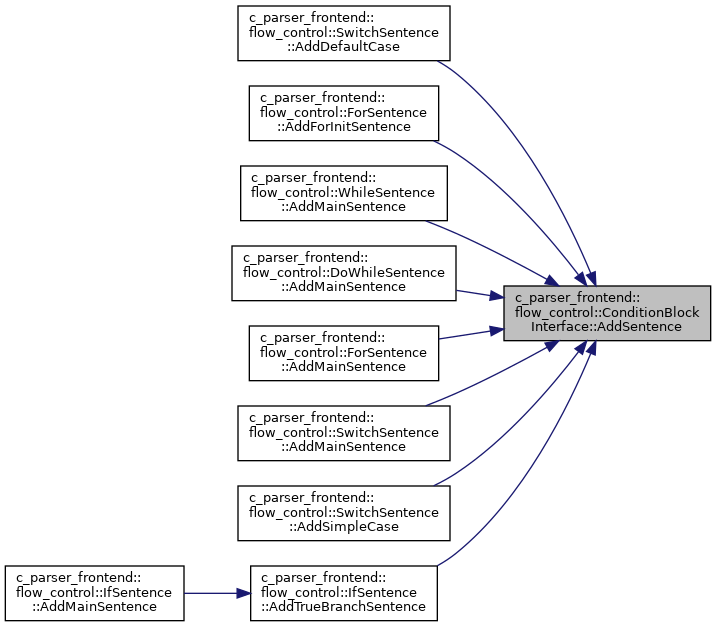 c_parser_frontend::
flow_control::SwitchSentence
::AddDefaultCase
c_parser_frontend::
flow_control::ForSentence
::AddForInitSentence
c_parser_frontend::
flow_control::WhileSentence
::AddMainSentence
c_parser_frontend::
flow_control::DoWhileSentence
::AddMainSentence
c_parser_frontend::
flow_control::ConditionBlock
Interface::AddSentence
c_parser_frontend::
flow_control::ForSentence
::AddMainSentence
c_parser_frontend::
flow_control::SwitchSentence
::AddMainSentence
c_parser_frontend::
flow_control::SwitchSentence
::AddSimpleCase
c_parser_frontend::
flow_control::IfSentence
::AddMainSentence
c_parser_frontend::
flow_control::IfSentence
::AddTrueBranchSentence